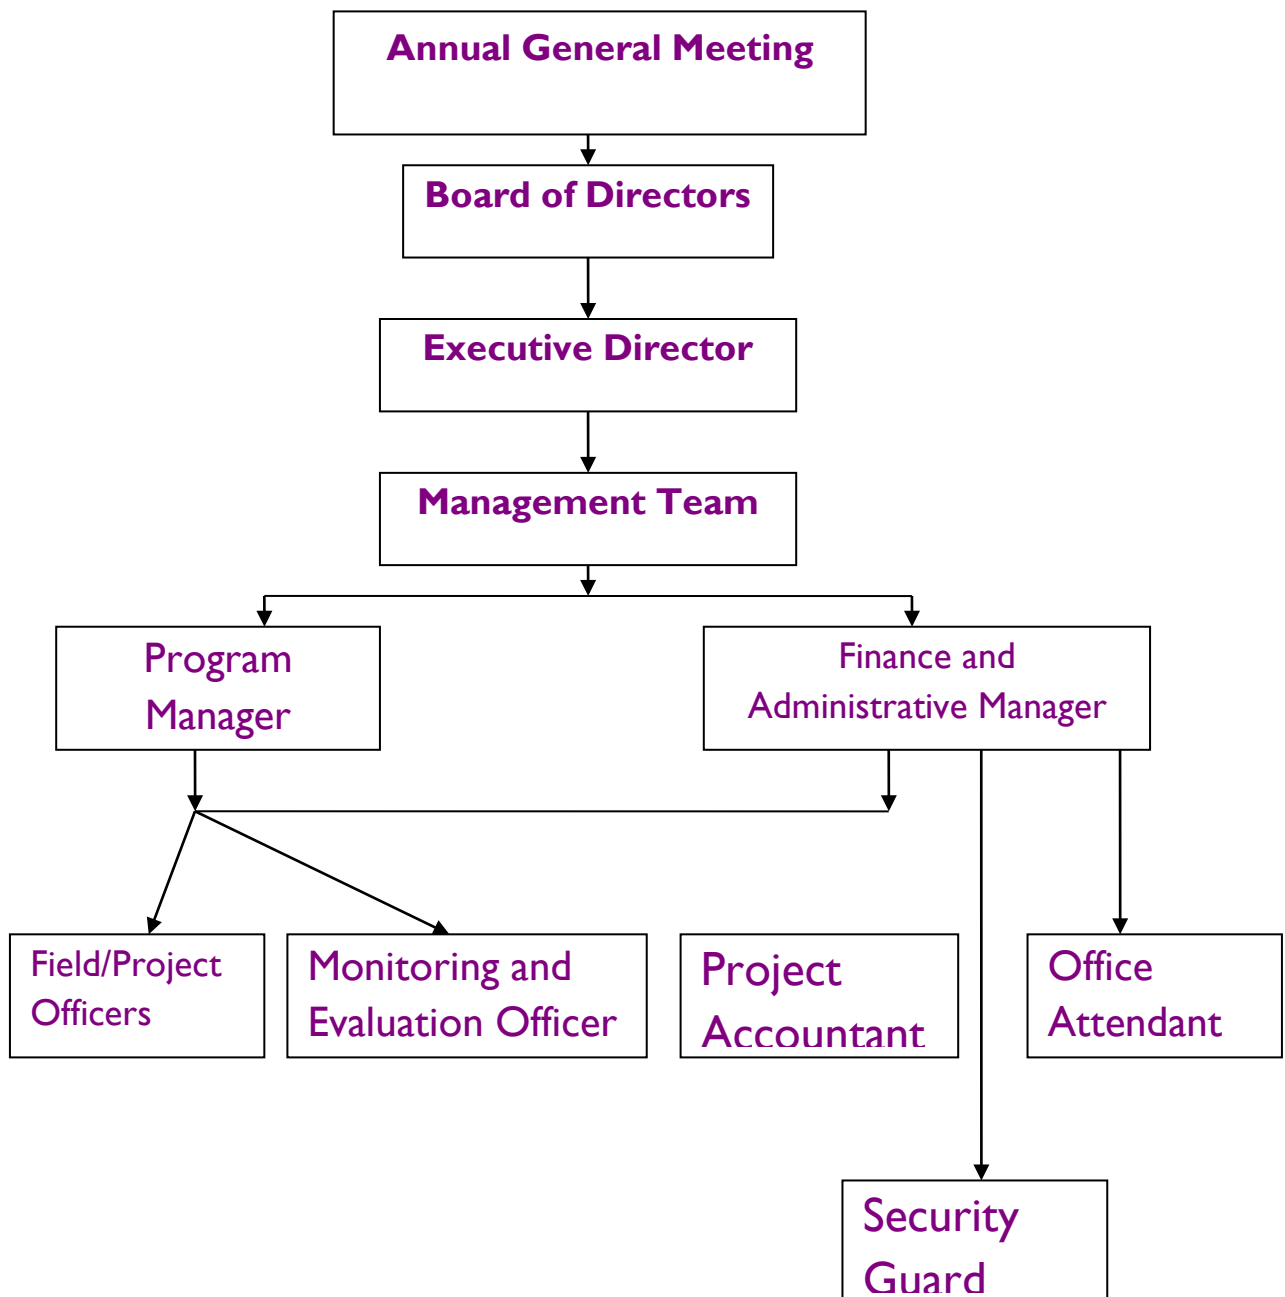 Annual General Meeting
Board of Directors
Executive Director
Management Team
Program
Manager
Finance and
Administrative Manager
Field/Project
Officers
Monitoring and
Evaluation Officer
Project
Accountant
Office
Attendant
Security
Guard